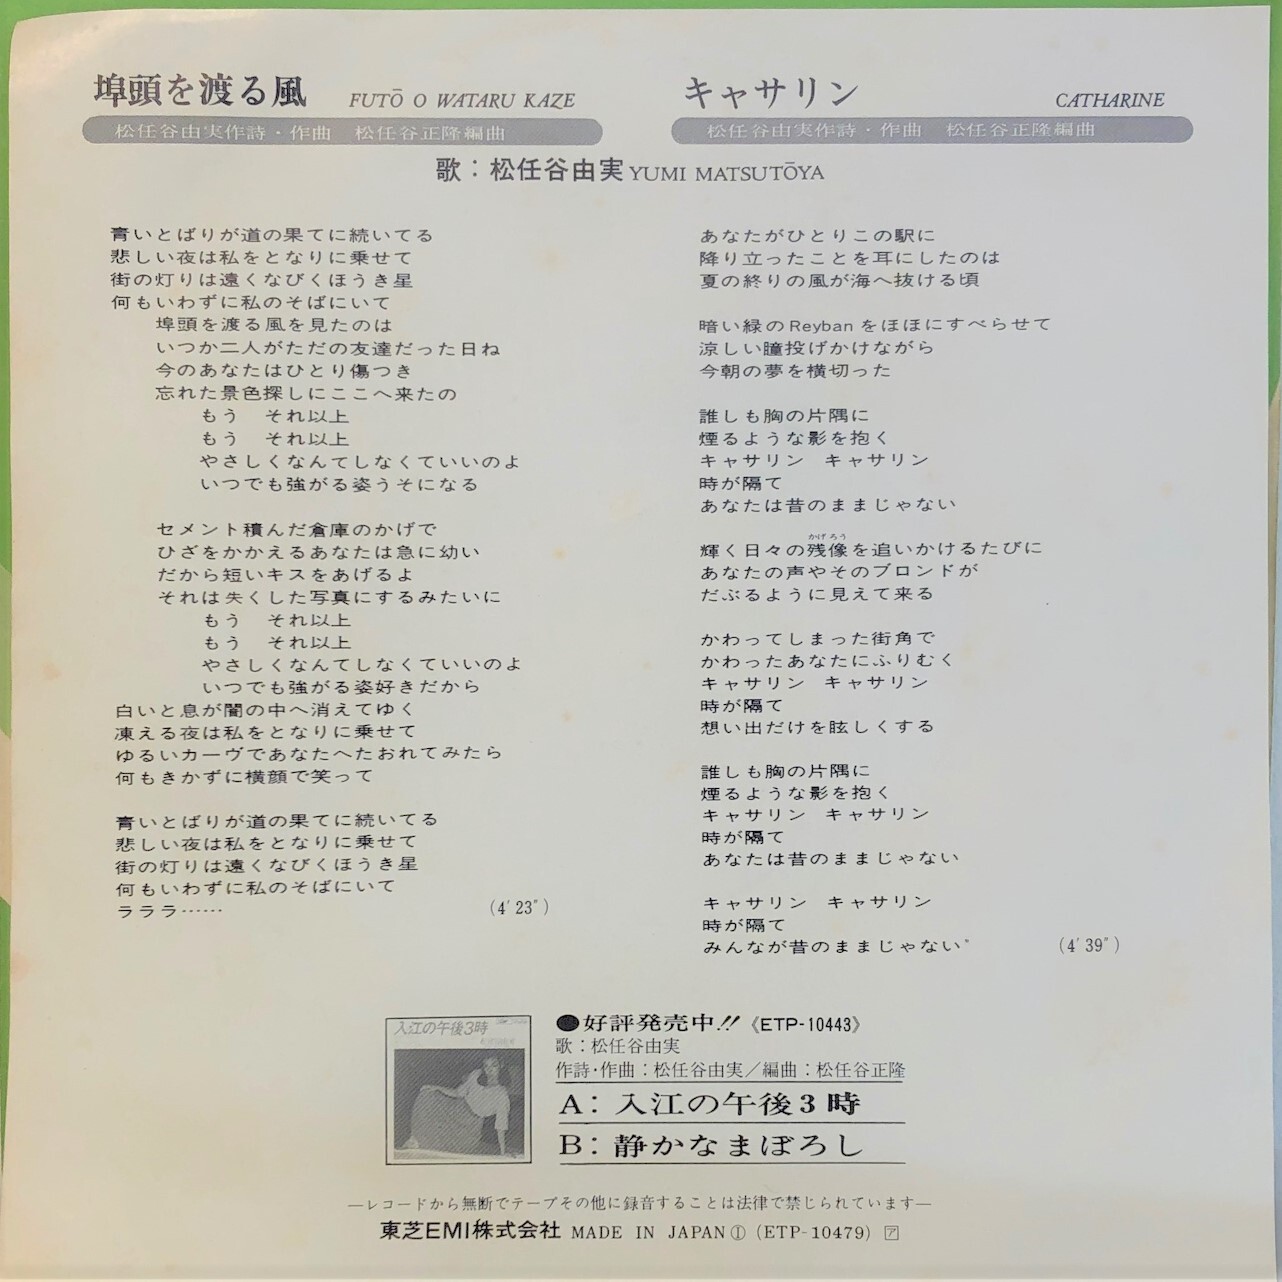 埠頭を渡る風 FUTŌ O WATARU KAZE
松任谷由実作詩・作曲 松任谷正隆編曲
キャサリン CATHARINE
松任谷由実作詩・作曲 松任谷正隆編曲
歌：松任谷由実 YUMI MATSUTŌYA
青いとばりが道の果てに続いてる
悲しい夜は私をとなりに乗せて
街の灯りは遠くなびくほうき星
何もいわずに私のそばにいて
埠頭を渡る風を見たのは
いつか二人がただの友達だった日ね
今のあなたはひとり傷つき
忘れた景色探しにここへ来たの
もう それ以上
もう それ以上
やさしくなんてしなくていいのよ
いつでも強がる姿うそになる
セメント積んだ倉庫のかげで
ひざをかかえるあなたは急に幼い
だから短いキスをあげるよ
それは失くした写真にするみたいに
もう それ以上
もう それ以上
やさしくなんてしなくていいのよ
いつでも強がる姿好きだから
白いと息が闇の中へ消えてゆく
凍える夜は私をとなりに乗せて
ゆるいカーヴであなたへたおれてみたら
何もきかずに横顔で笑って
青いとばりが道の果てに続いてる
悲しい夜は私をとなりに乗せて
街の灯りは遠くなびくほうき星
何もいわずに私のそばにいて
ラララ…… (4′23″)
あなたがひとりこの駅に
降り立ったことを耳にしたのは
夏の終りの風が海へ抜ける頃
暗い緑のReybanをほほにすべらせて
涼しい瞳投げかけながら
今朝の夢を横切った
誰しも胸の片隅に
煙るような影を抱く
キャサリン キャサリン
時が隔て
あなたは昔のままじゃない
かげろう
輝く日々の残像を追いかけるたびに
あなたの声やそのブロンドが
だぶるように見えて来る
かわってしまった街角で
かわったあなたにふりむく
キャサリン キャサリン
時が隔て
想い出だけを眩しくする
誰しも胸の片隅に
煙るような影を抱く
キャサリン キャサリン
時が隔て
あなたは昔のままじゃない
キャサリン キャサリン
時が隔て
みんなが昔のままじゃない” (4′39″)
入江の午後3時
●好評発売中!!《ETP-10443》
歌：松任谷由実
作詩・作曲：松任谷由実／編曲：松任谷正隆
A：入江の午後3時
B：静かなまぼろし
—レコードから無断でテープその他に録音することは法律で禁じられています—
東芝EMI株式会社 MADE IN JAPAN① (ETP-10479) ㋐